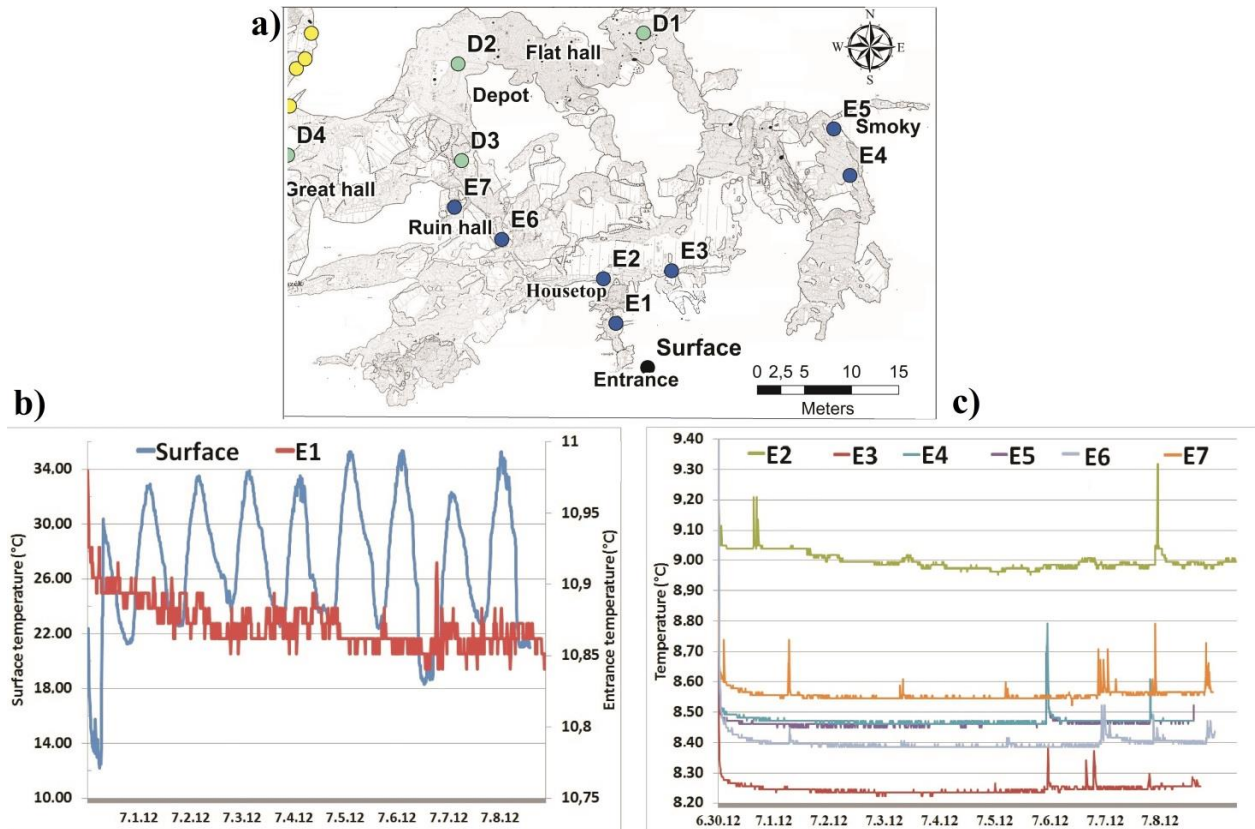 a)
N
W E
S
D1
D2
Flat hall
Depot
E5
Smoky
D4
D3
E4
Great hall
E7
Ruin hall
E6
E2
E3
Housetop
E1
Surface
Entrance
0 2,5 5 10 15
Meters
b)
c)
Surface E1
34.00
30.00
26.00
22.00
18.00
14.00
10.00
Surface temperature (°C)
11
10,95
10,9
10,85
10,8
10,75
Entrance temperature (°C)
7.1.12 7.2.12 7.3.12 7.4.12 7.5.12 7.6.12 7.7.12 7.8.12
E2 E3 E4 E5 E6 E7
9.40
9.30
9.20
9.10
9.00
8.90
8.80
8.70
8.60
8.50
8.40
8.30
8.20
Temperature (°C)
6.30.12 7.1.12 7.2.12 7.3.12 7.4.12 7.5.12 7.6.12 7.7.12 7.8.12